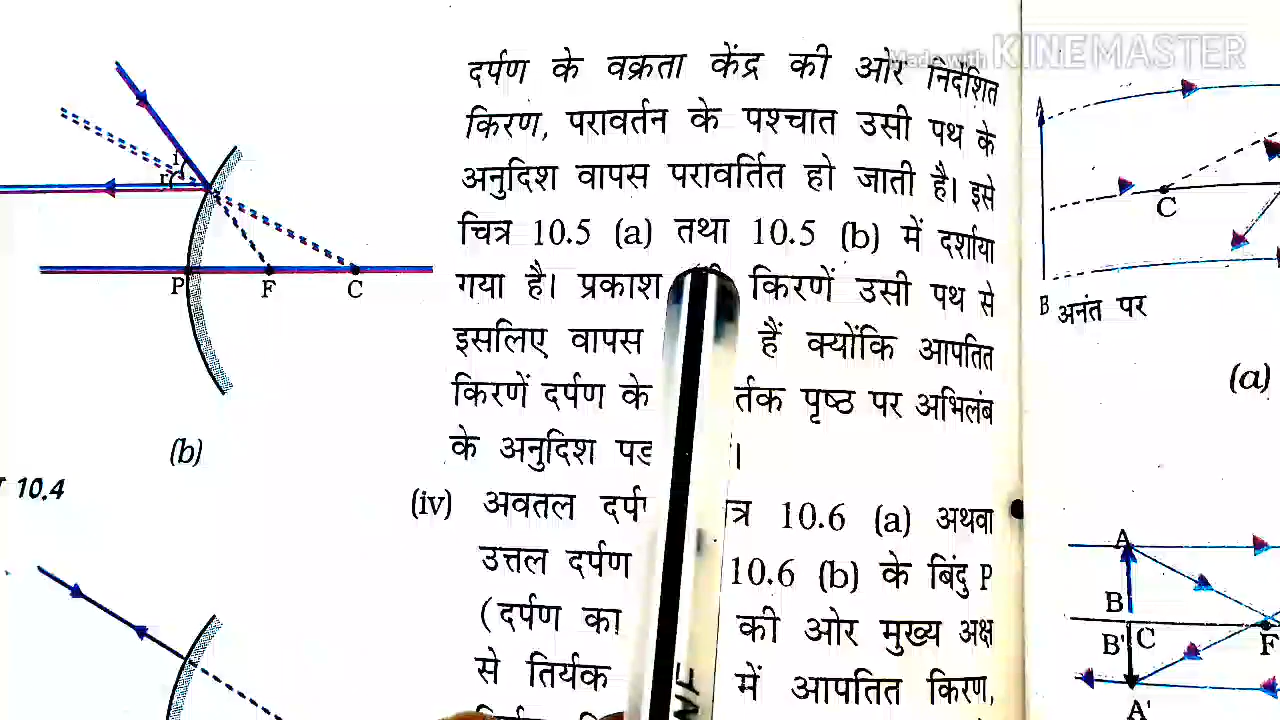 Made with KINEMASTER
दर्पण के वक्रता केंद्र की ओर निर्देशित
किरण, परावर्तन के पश्चात उसी पथ के
अनुदिश वापस परावर्तित हो जाती है। इसे
चित्र 10.5 (a) तथा 10.5 (b) में दर्शाया
गया है। प्रकाश किरणें उसी पथ से
इसलिए वापस हैं क्योंकि आपतित
किरणें दर्पण के र्तक पृष्ठ पर अभिलंब
के अनुदिश पड़ ।
(iv) अवतल दर्प त्र 10.6 (a) अथवा
उत्तल दर्पण 10.6 (b) के बिंदु P
(दर्पण का की ओर मुख्य अक्ष
से तिर्यक में आपतित किरण,
i
r
P F C
(b)
10.4
A
C
B अनंत पर
(a)
A
B
B' C F
A'